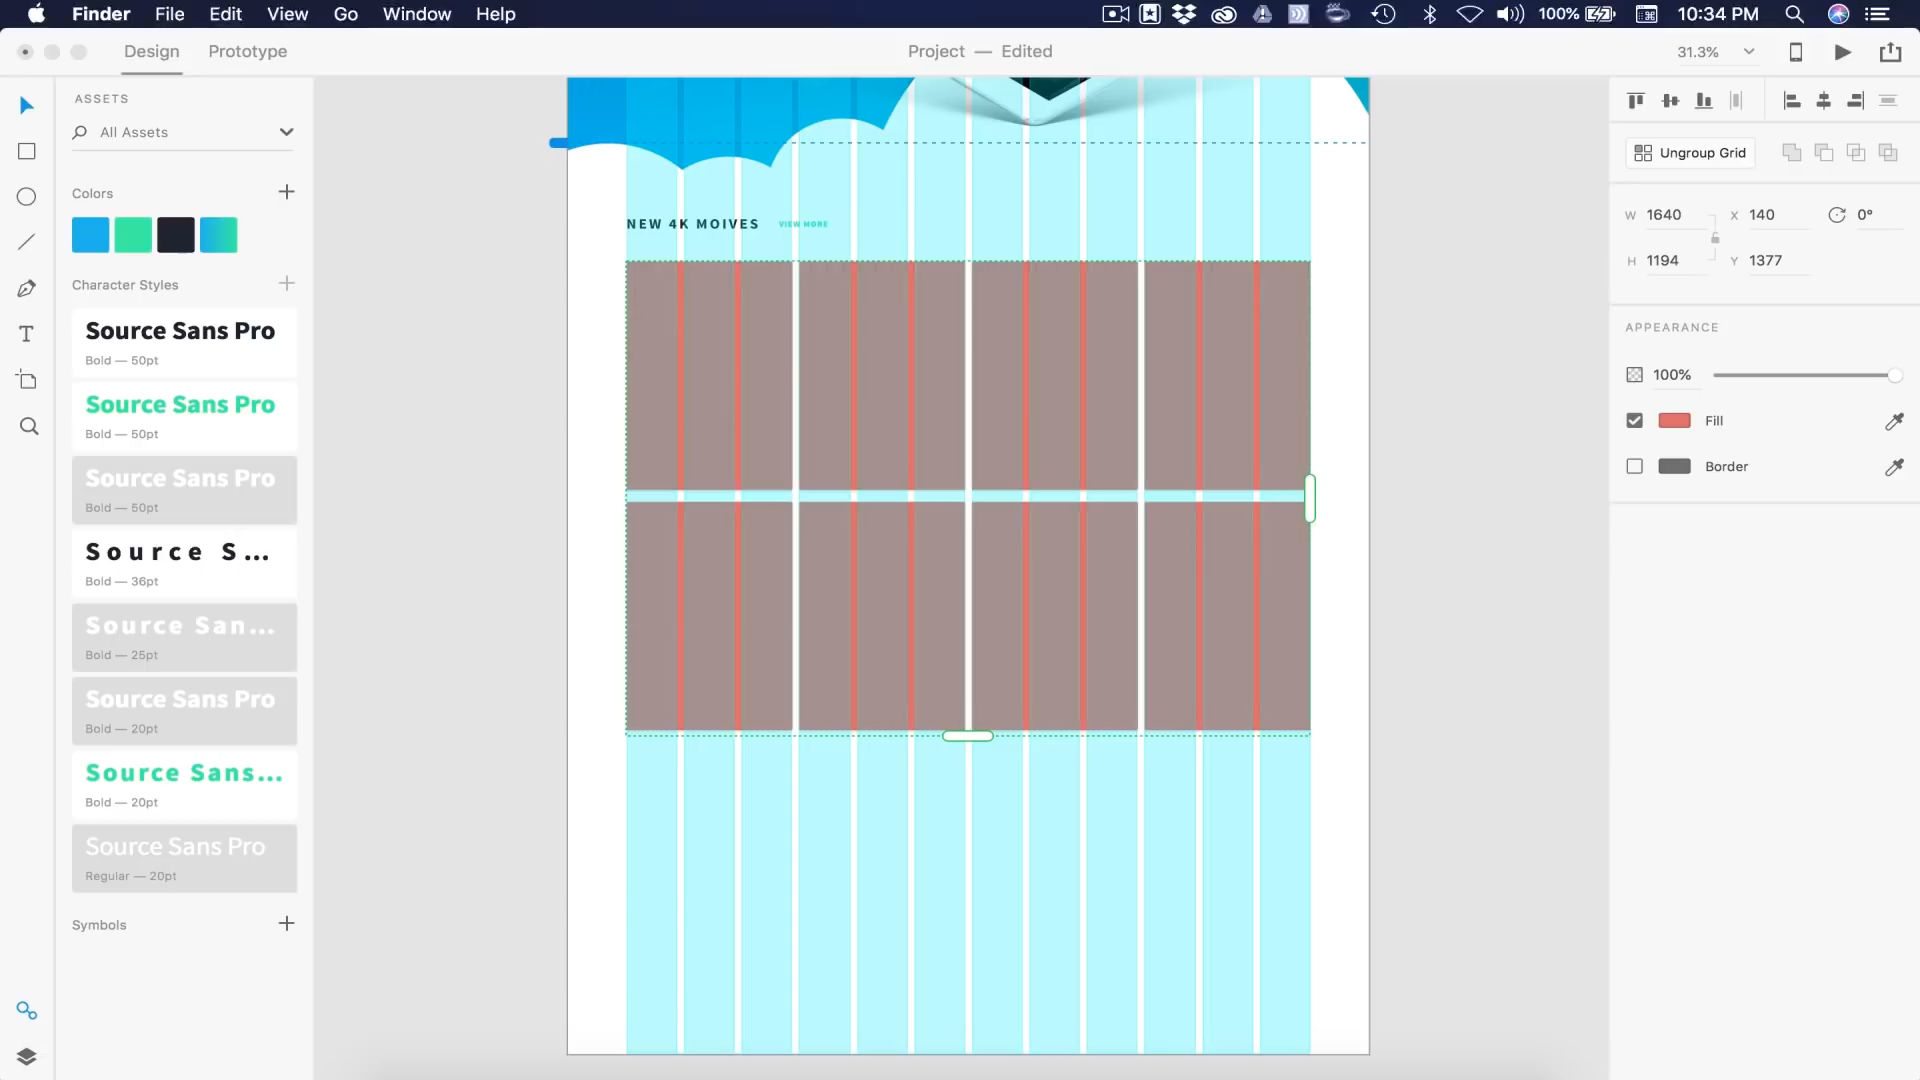 Finder File Edit View Go Window Help 100% 10:34 PM
Design Prototype Project — Edited 31.3%
ASSETS
All Assets
Colors
Character Styles
Source Sans Pro
Bold — 50pt
Source Sans Pro
Bold — 50pt
Source Sans Pro
Bold — 50pt
Source S...
Bold — 36pt
Source San...
Bold — 25pt
Source Sans Pro
Bold — 20pt
Source Sans...
Bold — 20pt
Source Sans Pro
Regular — 20pt
Symbols
NEW 4K MOIVES VIEW MORE
Ungroup Grid
W 1640 X 140 0°
H 1194 Y 1377
APPEARANCE
100%
Fill
Border